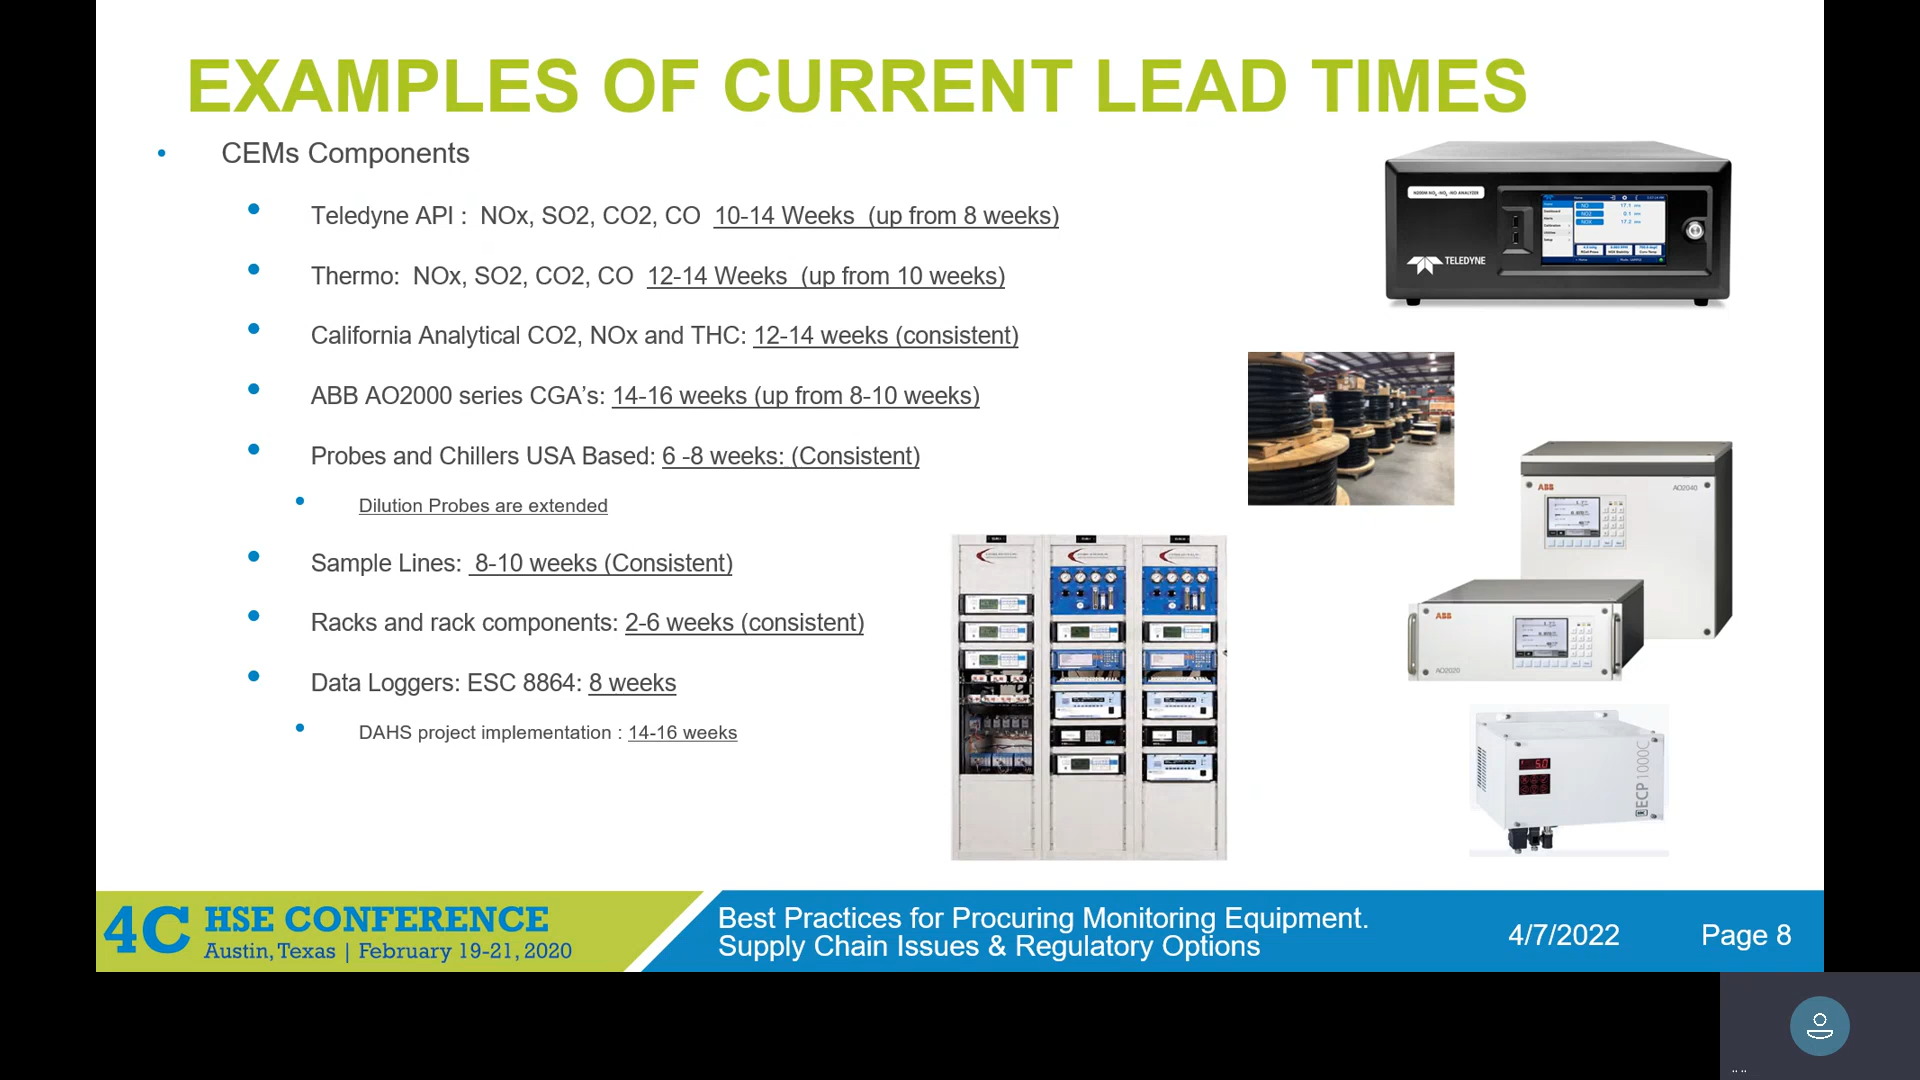 EXAMPLES OF CURRENT LEAD TIMES
CEMs Components
Teledyne API : NOx, SO2, CO2, CO 10-14 Weeks (up from 8 weeks)
Thermo: NOx, SO2, CO2, CO 12-14 Weeks (up from 10 weeks)
California Analytical CO2, NOx and THC: 12-14 weeks (consistent)
ABB AO2000 series CGA’s: 14-16 weeks (up from 8-10 weeks)
Probes and Chillers USA Based: 6 -8 weeks: (Consistent)
Dilution Probes are extended
Sample Lines: 8-10 weeks (Consistent)
Racks and rack components: 2-6 weeks (consistent)
Data Loggers: ESC 8864: 8 weeks
DAHS project implementation : 14-16 weeks
TELEDYNE
ABB
AO2040
ABB
AO2020
ECP1000C
4C HSE CONFERENCE
Austin, Texas | February 19-21, 2020
Best Practices for Procuring Monitoring Equipment.
Supply Chain Issues & Regulatory Options
4/7/2022
Page 8